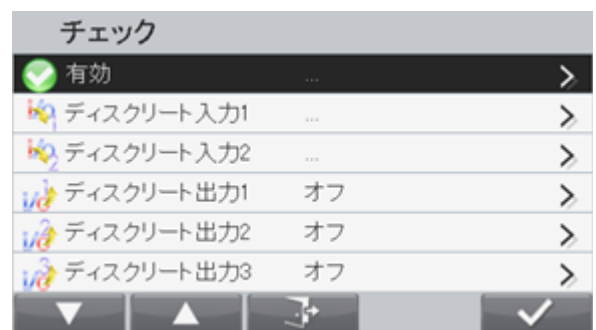 チェック
有効 ...
ディスクリート入力1 ...
ディスクリート入力2 ...
ディスクリート出力1 オフ
ディスクリート出力2 オフ
ディスクリート出力3 オフ